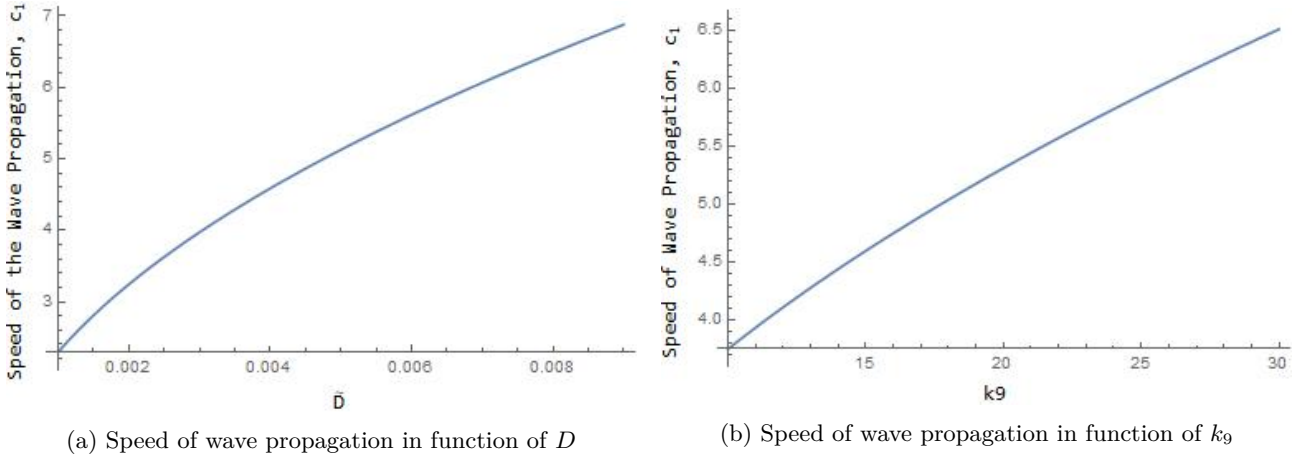 Speed of the Wave Propagation, c₁
7
6
5
4
3
0.002 0.004 0.006 0.008
D̃
(a) Speed of wave propagation in function of D
Speed of Wave Propagation, c₁
6.5
6.0
5.5
5.0
4.5
4.0
15 20 25 30
k9
(b) Speed of wave propagation in function of k₉